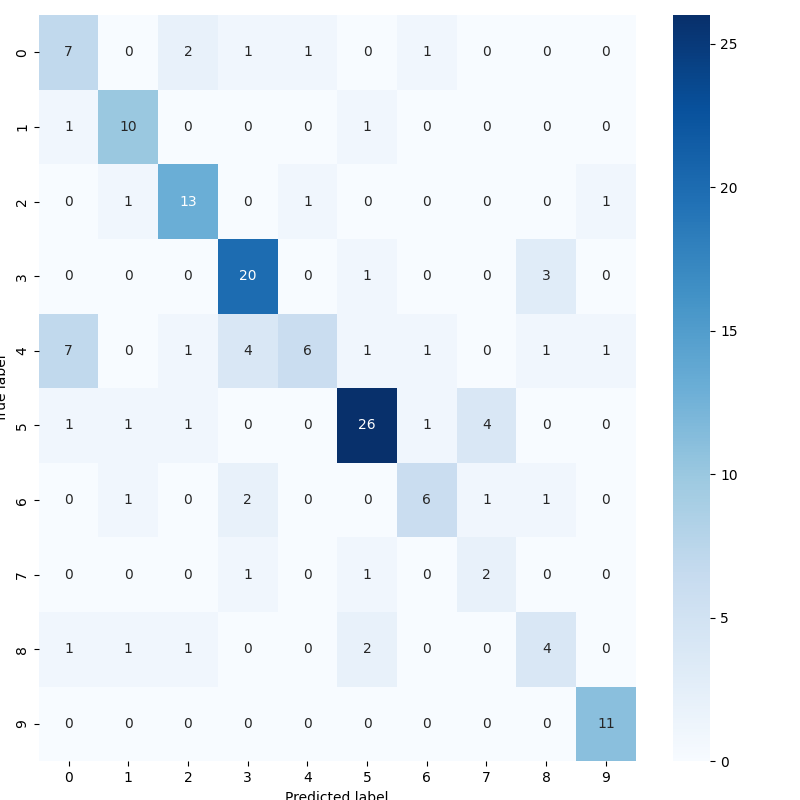 0 7 0 2 1 1 0 1 0 0 0
1 1 10 0 0 0 1 0 0 0 0
2 0 1 13 0 1 0 0 0 0 1
3 0 0 0 20 0 1 0 0 3 0
4 7 0 1 4 6 1 1 0 1 1
5 1 1 1 0 0 26 1 4 0 0
6 0 1 0 2 0 0 6 1 1 0
7 0 0 0 1 0 1 0 2 0 0
8 1 1 1 0 0 2 0 0 4 0
9 0 0 0 0 0 0 0 0 0 11
0 1 2 3 4 5 6 7 8 9
Predicted label
label
25
20
15
10
5
0